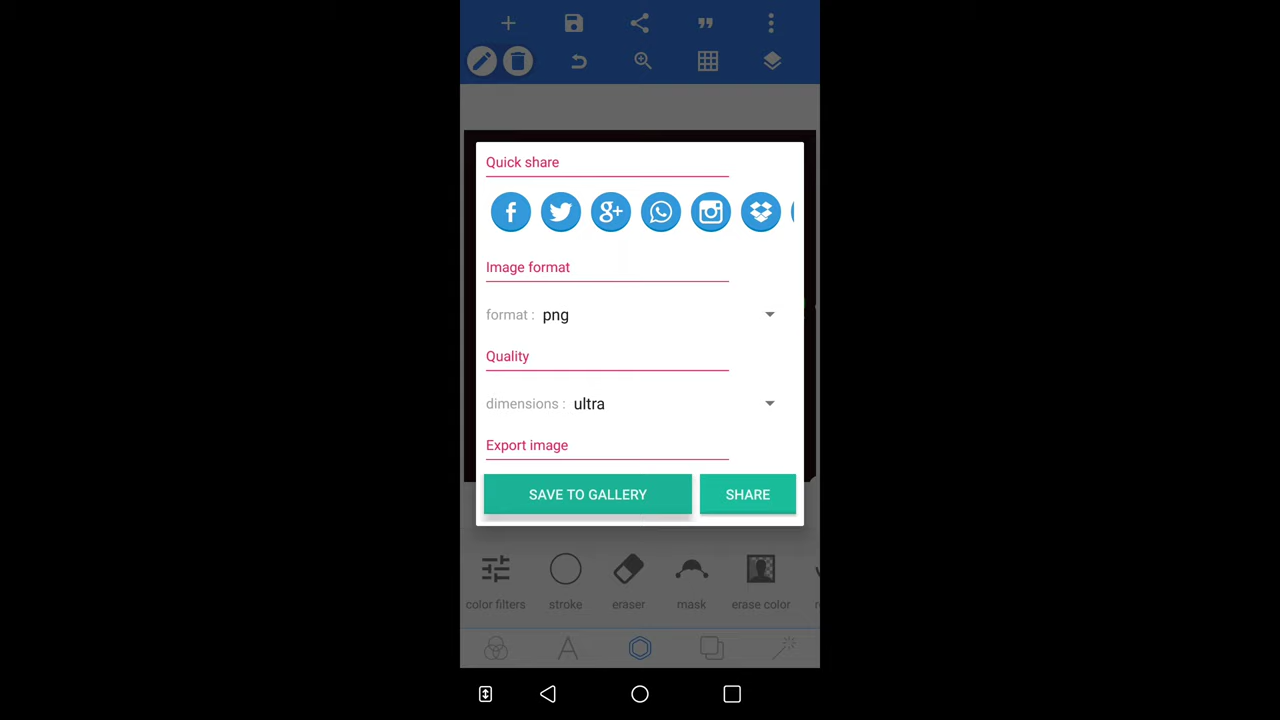 Quick share
Image format
format : png
Quality
dimensions : ultra
Export image
SAVE TO GALLERY SHARE
color filters stroke eraser mask erase color